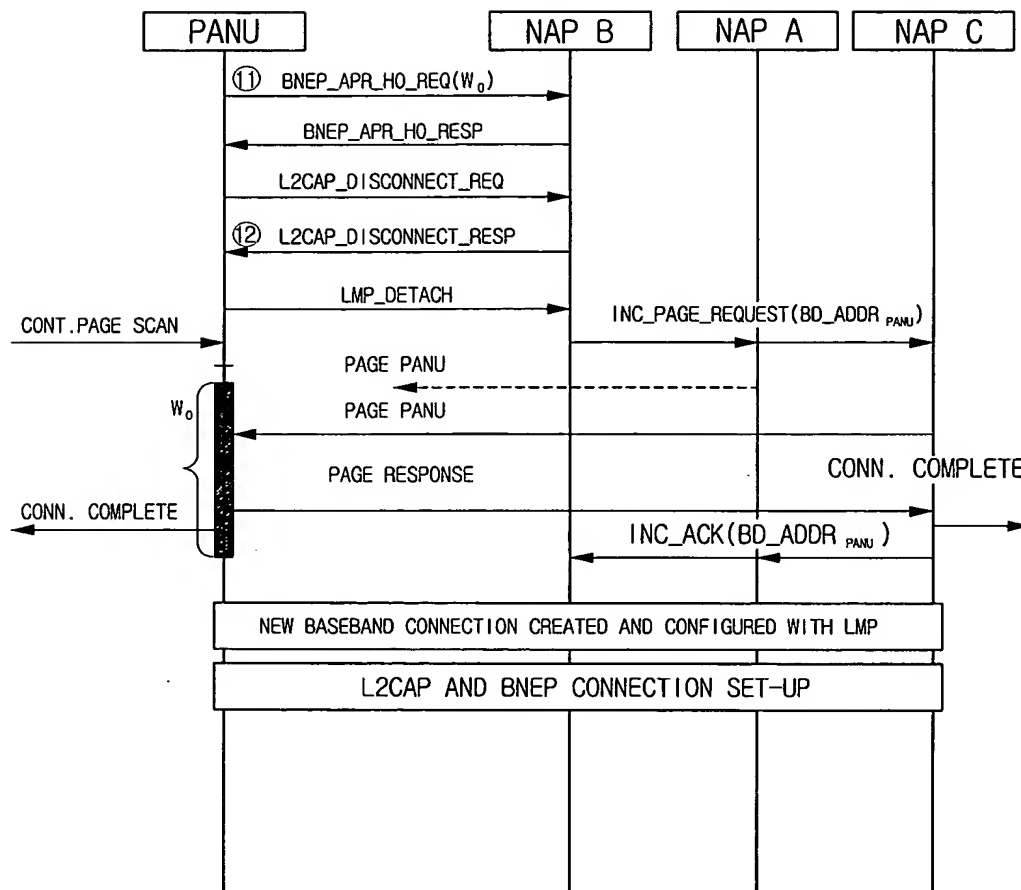 PANU NAP B NAP A NAP C
⑪ BNEP_APR_HO_REQ(W₀)
BNEP_APR_HO_RESP
L2CAP_DISCONNECT_REQ
⑫ L2CAP_DISCONNECT_RESP
LMP_DETACH
INC_PAGE_REQUEST(BD_ADDR PANU)
CONT.PAGE SCAN
PAGE PANU
W₀
PAGE PANU
PAGE RESPONSE
CONN. COMPLETE
CONN. COMPLETE
INC_ACK(BD_ADDR PANU)
NEW BASEBAND CONNECTION CREATED AND CONFIGURED WITH LMP
L2CAP AND BNEP CONNECTION SET-UP